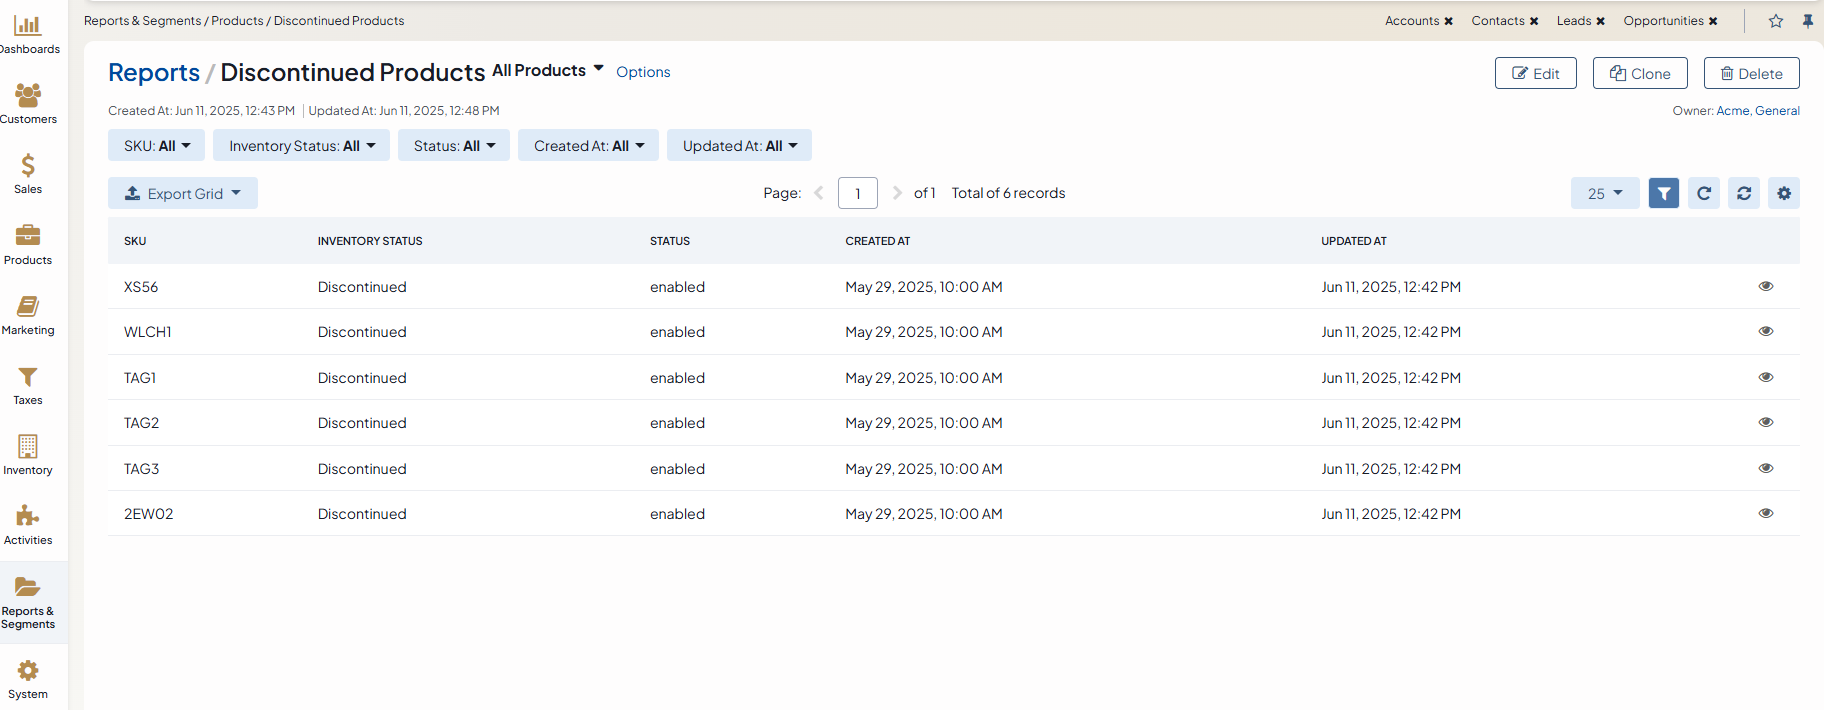 Reports & Segments / Products / Discontinued Products
Accounts Contacts Leads Opportunities
Dashboards
Customers
Sales
Products
Marketing
Taxes
Inventory
Activities
Reports &
Segments
System
Reports / Discontinued Products All Products Options
Edit Clone Delete
Created At: Jun 11, 2025, 12:43 PM Updated At: Jun 11, 2025, 12:48 PM
Owner: Acme, General
SKU: All Inventory Status: All Status: All Created At: All Updated At: All
Export Grid Page: 1 of 1 Total of 6 records 25
SKU INVENTORY STATUS STATUS CREATED AT UPDATED AT
XS56 Discontinued enabled May 29, 2025, 10:00 AM Jun 11, 2025, 12:42 PM
WLCH1 Discontinued enabled May 29, 2025, 10:00 AM Jun 11, 2025, 12:42 PM
TAG1 Discontinued enabled May 29, 2025, 10:00 AM Jun 11, 2025, 12:42 PM
TAG2 Discontinued enabled May 29, 2025, 10:00 AM Jun 11, 2025, 12:42 PM
TAG3 Discontinued enabled May 29, 2025, 10:00 AM Jun 11, 2025, 12:42 PM
2EW02 Discontinued enabled May 29, 2025, 10:00 AM Jun 11, 2025, 12:42 PM